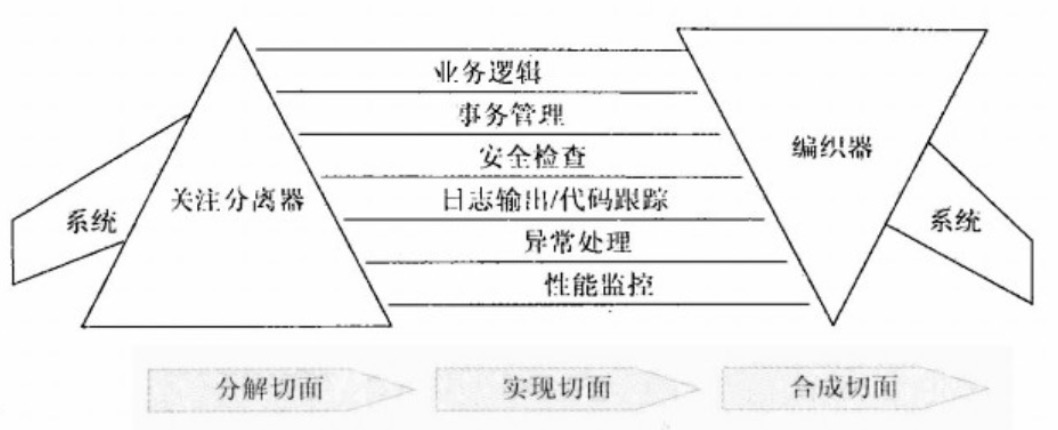 业务逻辑
事务管理
编织器
安全检查
关注分离器
日志输出/代码跟踪
系统
系统
异常处理
性能监控
分解切面
实现切面
合成切面